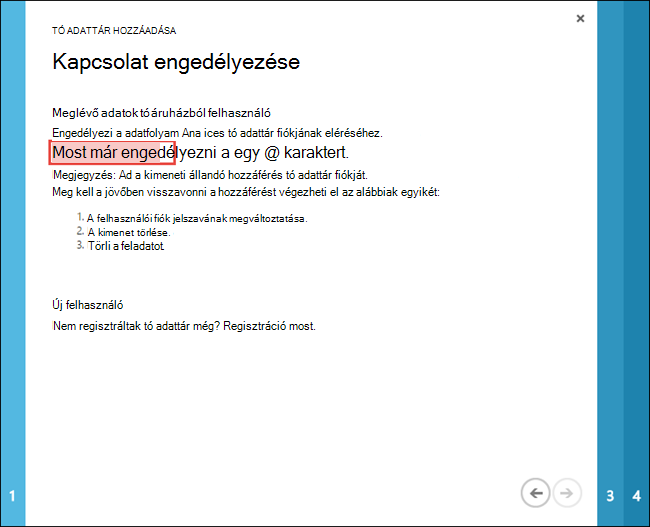 TÓ ADATTÁR HOZZÁADÁSA
Kapcsolat engedélyezése
Meglévő adatok tó áruházból felhasználó
Engedélyezi a adatfolyam Ana ices tó adattár fiókjának eléréséhez.
Most már engedélyezni a egy @ karaktert.
Megjegyzés: Ad a kimeneti állandó hozzáférés tó adattár fiókját.
Meg kell a jövőben visszavonni a hozzáférést végezheti el az alábbiak egyikét:
1. A felhasználói fiók jelszavának megváltoztatása.
2. A kimenet törlése.
3. Törli a feladatot.
Új felhasználó
Nem regisztráltak tó adattár még? Regisztráció most.
1
3
4